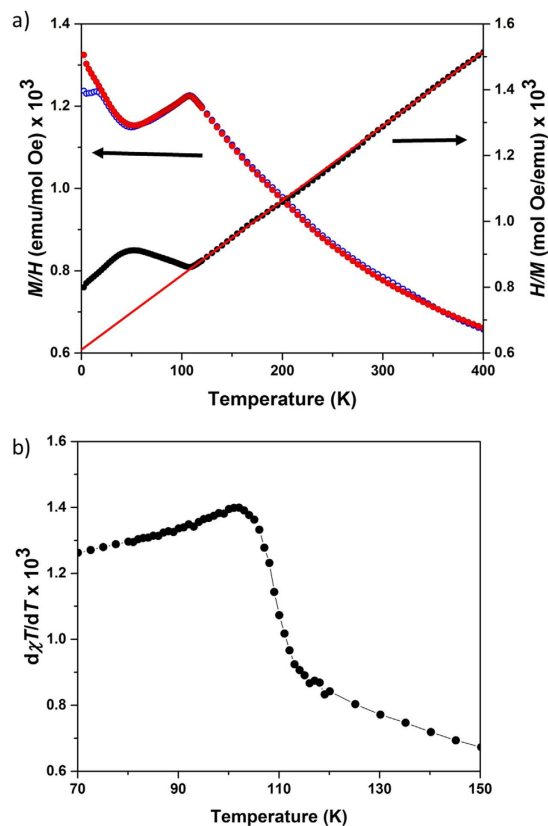 a)
1.4
1.2
1.0
0.8
0.6
M/H (emu/mol Oe) x 10³
1.6
1.4
1.2
1.0
0.8
0.6
H/M (mol Oe/emu) x 10³
0 100 200 300 400
Temperature (K)
b)
1.6
1.4
1.2
1.0
0.8
0.6
dχT/dT x 10³
70 90 110 130 150
Temperature (K)